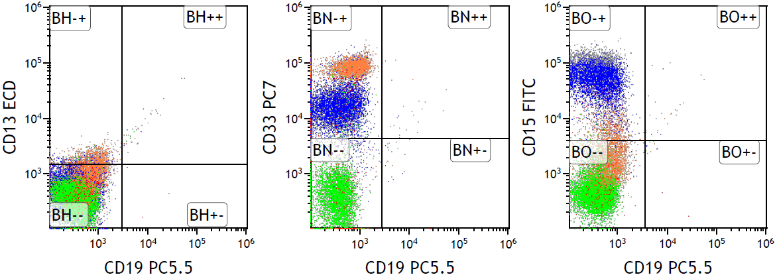 10⁶
10⁵
10⁴
10³
CD13 ECD
BH-+
BH++
BH--
BH+-
10³
10⁴
10⁵
10⁶
CD19 PC5.5
10⁶
10⁵
10⁴
10³
CD33 PC7
BN-+
BN++
BN--
BN+-
10³
10⁴
10⁵
10⁶
CD19 PC5.5
10⁶
10⁵
10⁴
10³
CD15 FITC
BO-+
BO++
BO--
BO+-
10³
10⁴
10⁵
10⁶
CD19 PC5.5